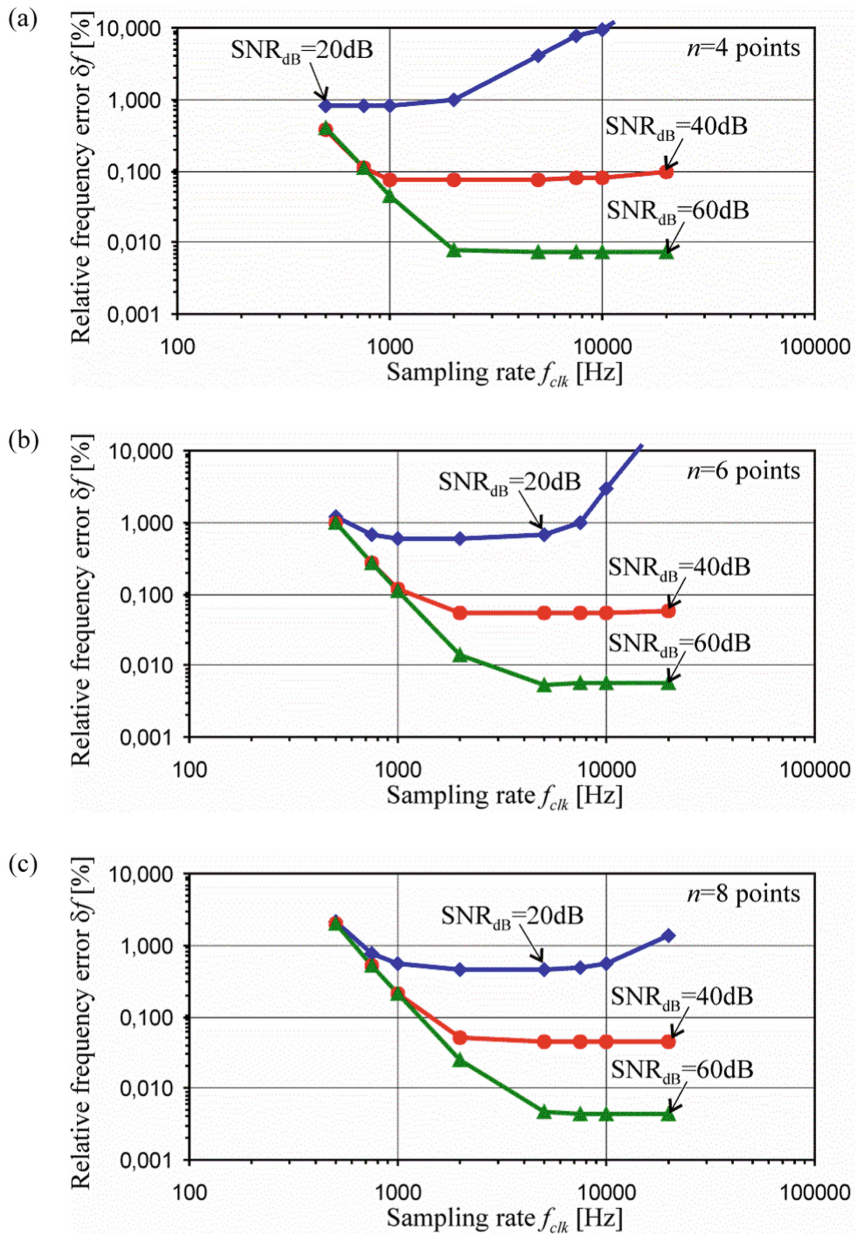 (a)
Relative frequency error δf [%]
10,000
1,000
0,100
0,010
0,001
SNRdB=20dB
n=4 points
SNRdB=40dB
SNRdB=60dB
100
1000
10000
100000
Sampling rate fclk [Hz]
(b)
Relative frequency error δf [%]
10,000
1,000
0,100
0,010
0,001
SNRdB=20dB
n=6 points
SNRdB=40dB
SNRdB=60dB
100
1000
10000
100000
Sampling rate fclk [Hz]
(c)
Relative frequency error δf [%]
10,000
1,000
0,100
0,010
0,001
SNRdB=20dB
n=8 points
SNRdB=40dB
SNRdB=60dB
100
1000
10000
100000
Sampling rate fclk [Hz]